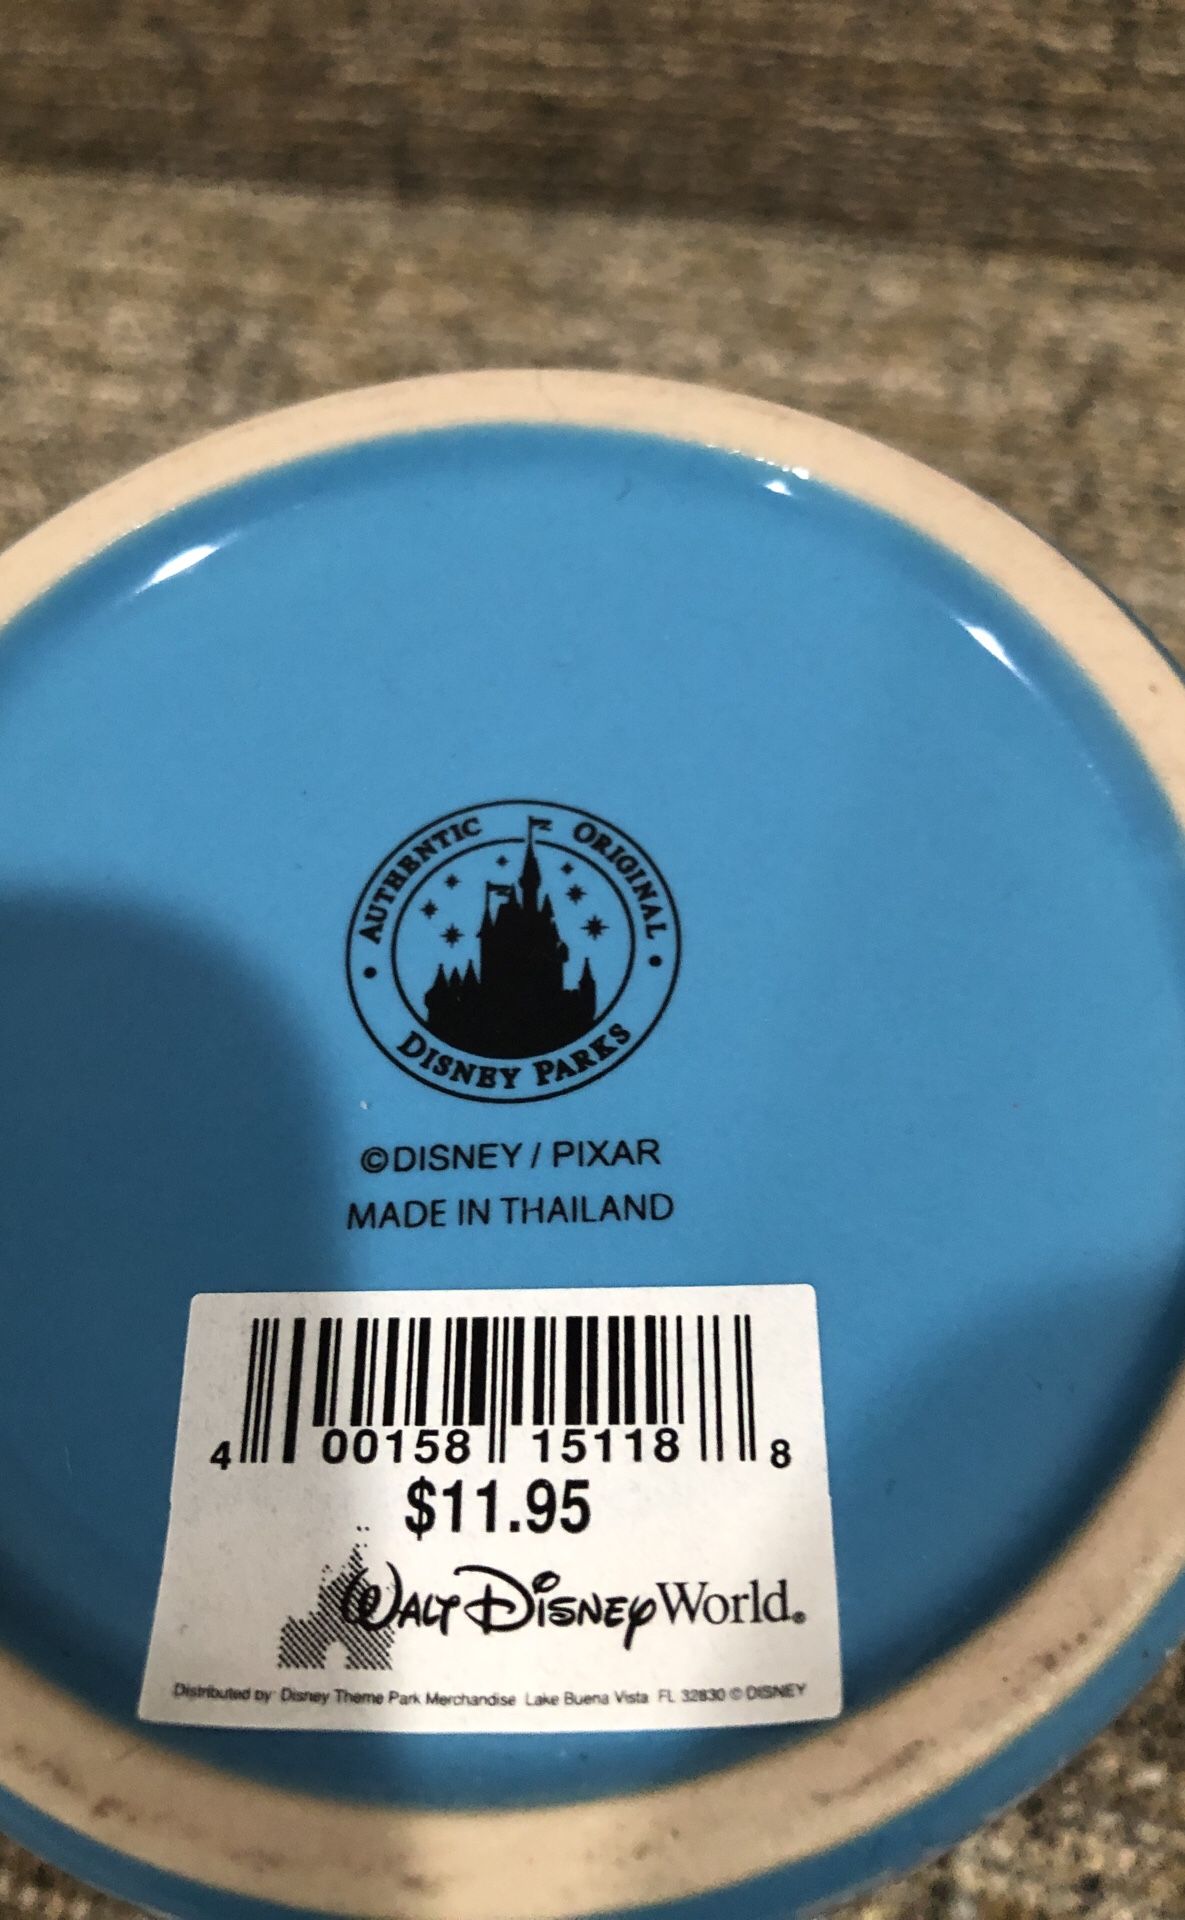 AUTHENTIC ORIGINAL
DISNEY PARKS
©DISNEY / PIXAR
MADE IN THAILAND
4 00158 15118 8
$11.95
WALT DISNEY World®
Distributed by: Disney Theme Park Merchandise Lake Buena Vista FL 32830 © DISNEY